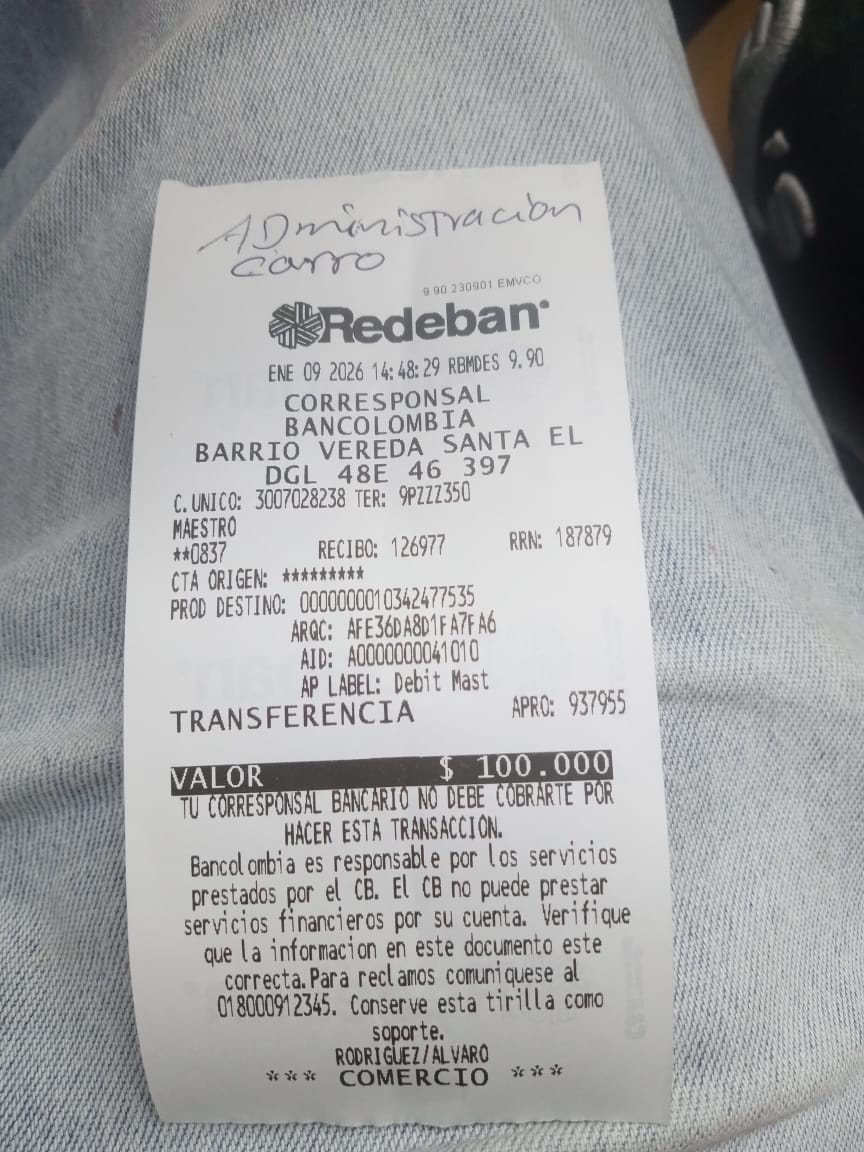 ADministración
carro
9 90 230901 EMVCO
Redeban
ENE 09 2026 14:48:29 RBMDES 9.90
CORRESPONSAL
BANCOLOMBIA
BARRIO VEREDA SANTA EL
DGL 48E 46 397
C.UNICO: 3007028238 TER: 9PZZZ350
MAESTRO
**0837 RECIBO: 126977 RRN: 187879
CTA ORIGEN: *********
PROD DESTINO: 0000000010342477535
ARQC: AFE36DA8D1FA7FA6
AID: A0000000041010
AP LABEL: Debit Mast
TRANSFERENCIA APRO: 937955
VALOR $ 100.000
TU CORRESPONSAL BANCARIO NO DEBE COBRARTE POR
HACER ESTA TRANSACCION.
Bancolombia es responsable por los servicios
prestados por el CB. El CB no puede prestar
servicios financieros por su cuenta. Verifique
que la informacion en este documento este
correcta.Para reclamos comuniquese al
018000912345. Conserve esta tirilla como
soporte.
RODRIGUEZ/ALVARO
*** COMERCIO ***